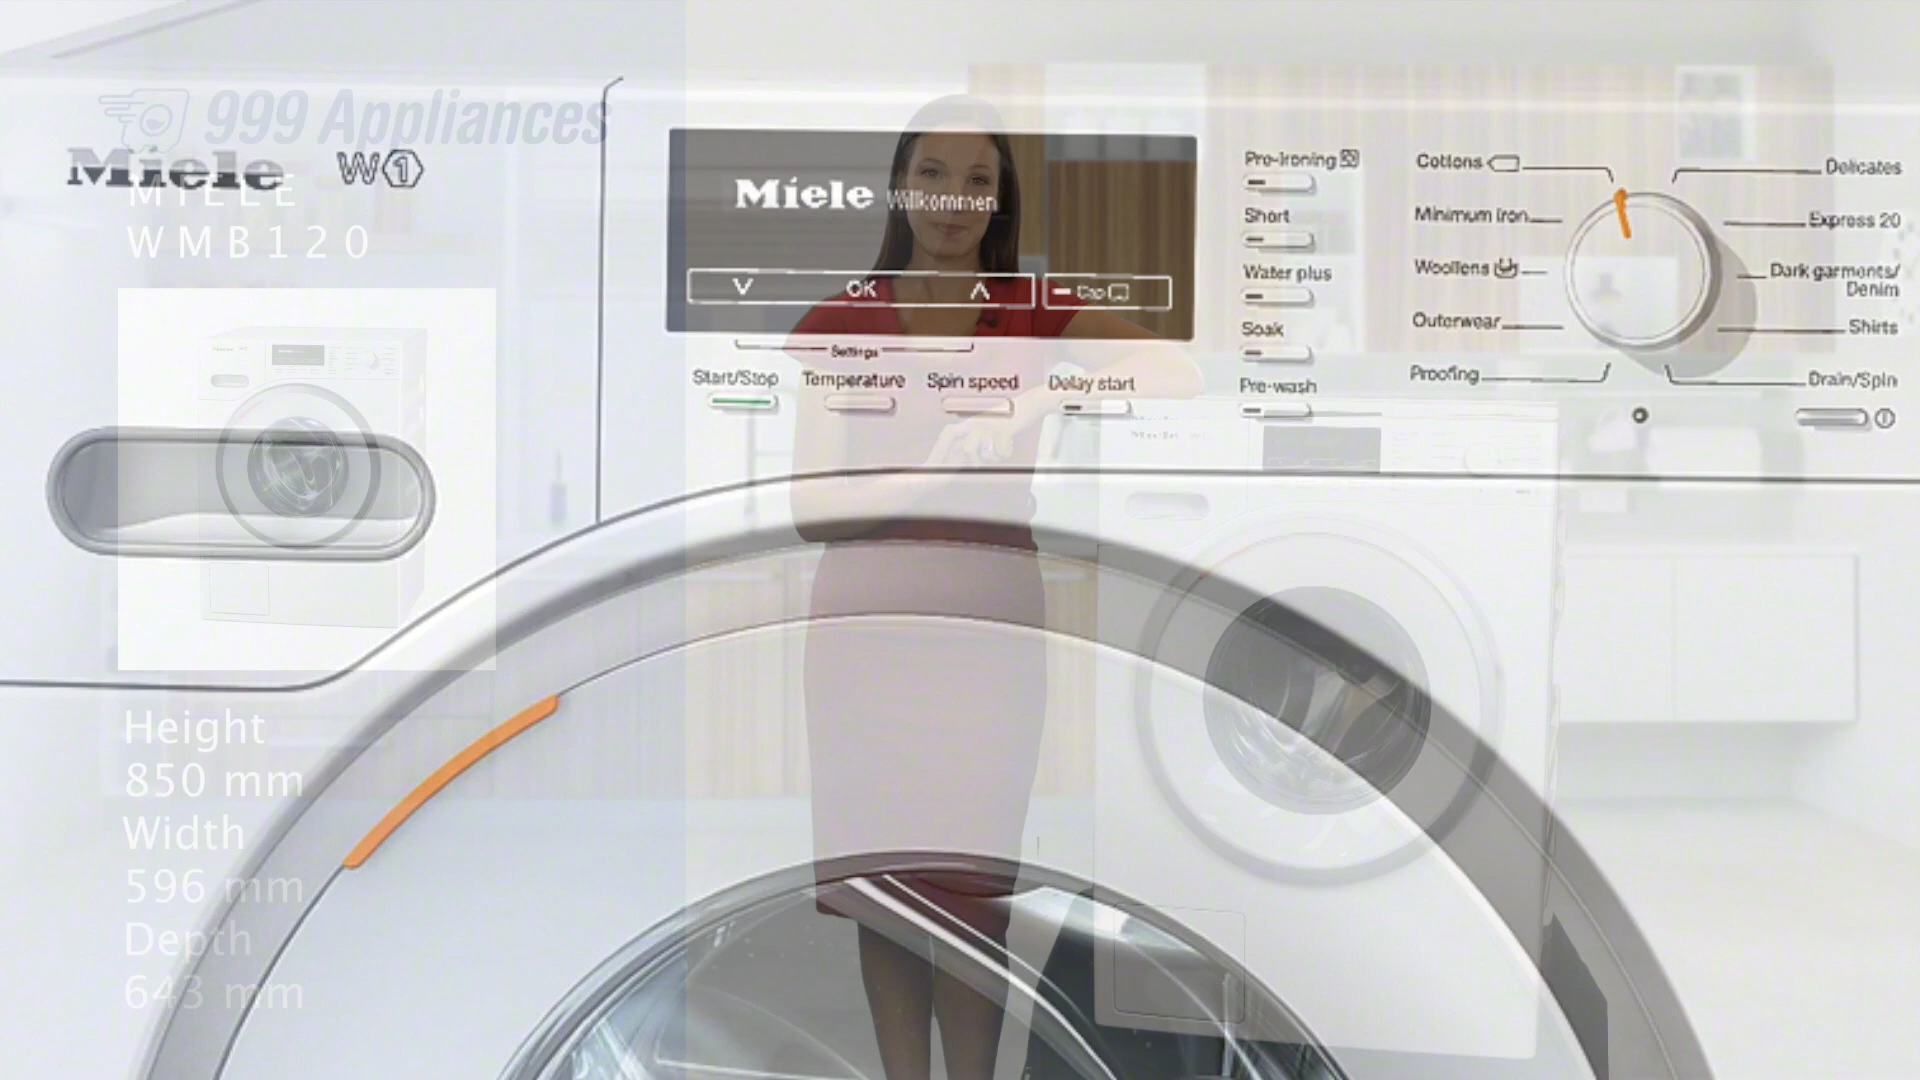 999 Appliances
Miele W1
MIELE
WMB120
Miele Willkommen
OK
Cap
Settings
Start/Stop
Temperature
Spin speed
Delay start
Pre-ironing
Short
Water plus
Soak
Pre-wash
Cottons
Minimum iron
Woollens
Outerwear
Proofing
Delicates
Express 20
Dark garments/
Denim
Shirts
Drain/Spin
Height
850 mm
Width
596 mm
Depth
643 mm